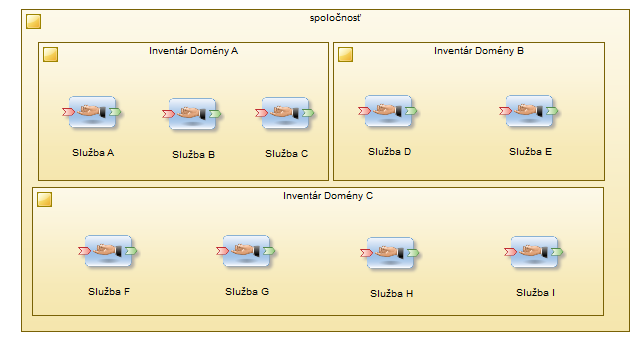 spoločnosť
Inventár Domény A
Inventár Domény B
Služba A
Služba B
Služba C
Služba D
Služba E
Inventár Domény C
Služba F
Služba G
Služba H
Služba I